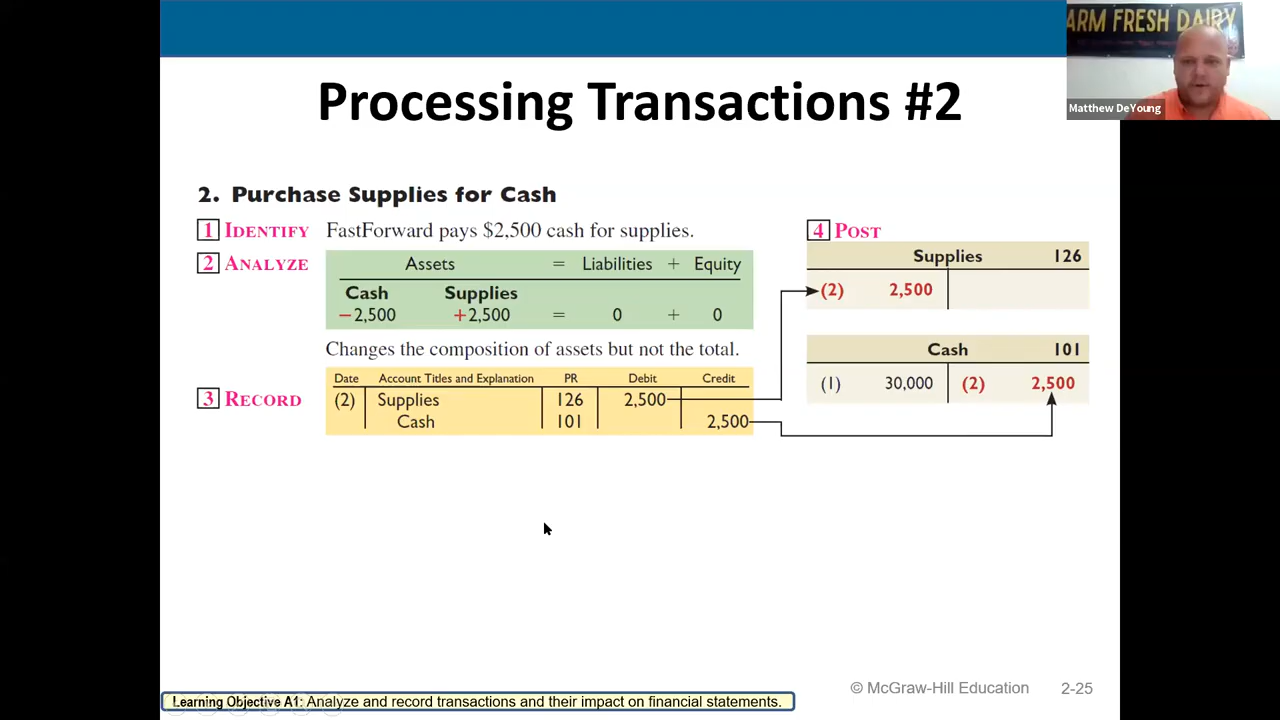 ARM FRESH DAIRY
Matthew DeYoung
Processing Transactions #2
2. Purchase Supplies for Cash
1 IDENTIFY FastForward pays $2,500 cash for supplies.
2 ANALYZE
Assets = Liabilities + Equity
Cash Supplies
−2,500 +2,500 = 0 + 0
Changes the composition of assets but not the total.
3 RECORD
Date Account Titles and Explanation PR Debit Credit
(2) Supplies 126 2,500
Cash 101 2,500
4 POST
Supplies 126
(2) 2,500
Cash 101
(1) 30,000 (2) 2,500
Learning Objective A1: Analyze and record transactions and their impact on financial statements.
© McGraw-Hill Education 2-25